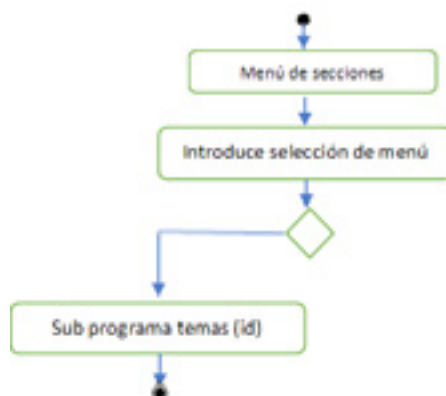 Menú de secciones
Introduce selección de menú
Sub programa temas (id)